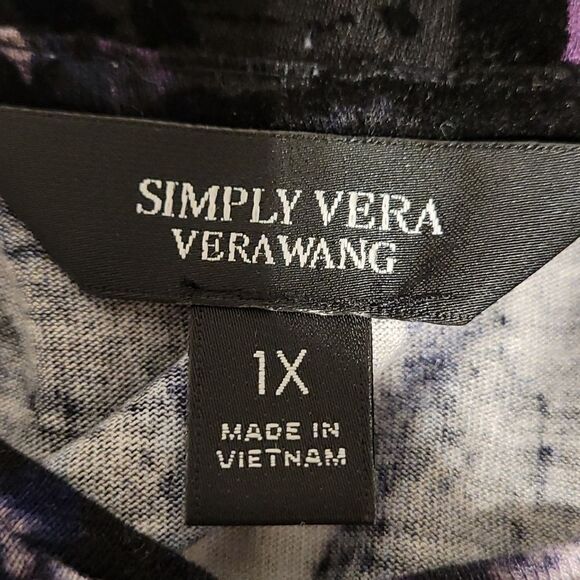 SIMPLY VERA
VERAWANG
1X
MADE IN
VIETNAM